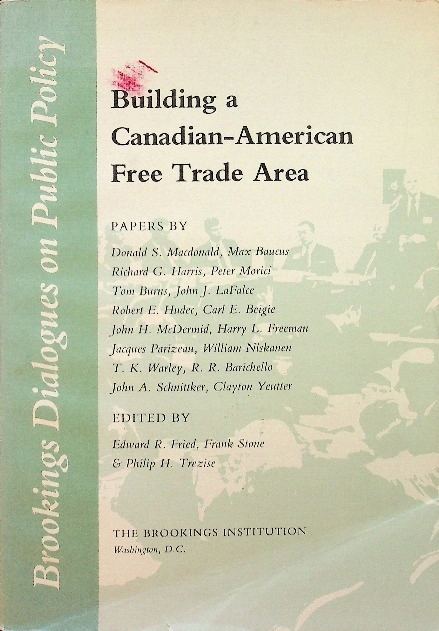 Brookings Dialogues on Public Policy
Building a
Canadian-American
Free Trade Area
PAPERS BY
Donald S. Macdonald, Max Baucus
Richard G. Harris, Peter Morici
Tom Burns, John J. LaFalce
Robert E. Hudec, Carl E. Beigie
John H. McDermid, Harry L. Freeman
Jacques Parizeau, William Niskanen
T. K. Warley, R. R. Barichello
John A. Schnittker, Clayton Yeutter
EDITED BY
Edward R. Fried, Frank Stone
& Philip H. Trezise
THE BROOKINGS INSTITUTION
Washington, D.C.